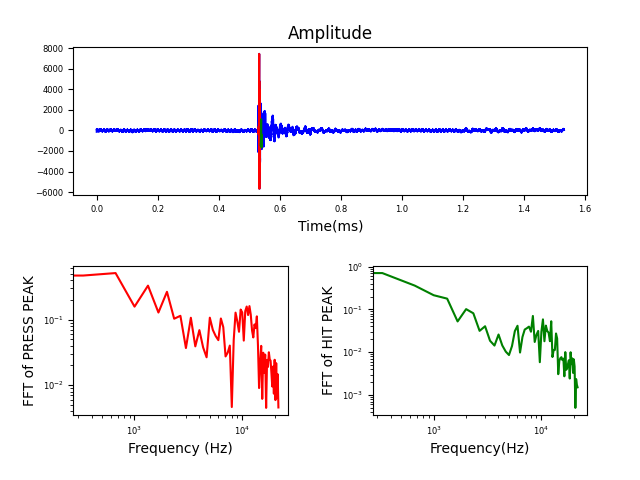 Amplitude
8000
6000
4000
2000
0
−2000
−4000
−6000
0.0 0.2 0.4 0.6 0.8 1.0 1.2 1.4 1.6
Time(ms)
FFT of PRESS PEAK
10⁻¹
10⁻²
10³ 10⁴
Frequency (Hz)
FFT of HIT PEAK
10⁰
10⁻¹
10⁻²
10⁻³
10³ 10⁴
Frequency(Hz)